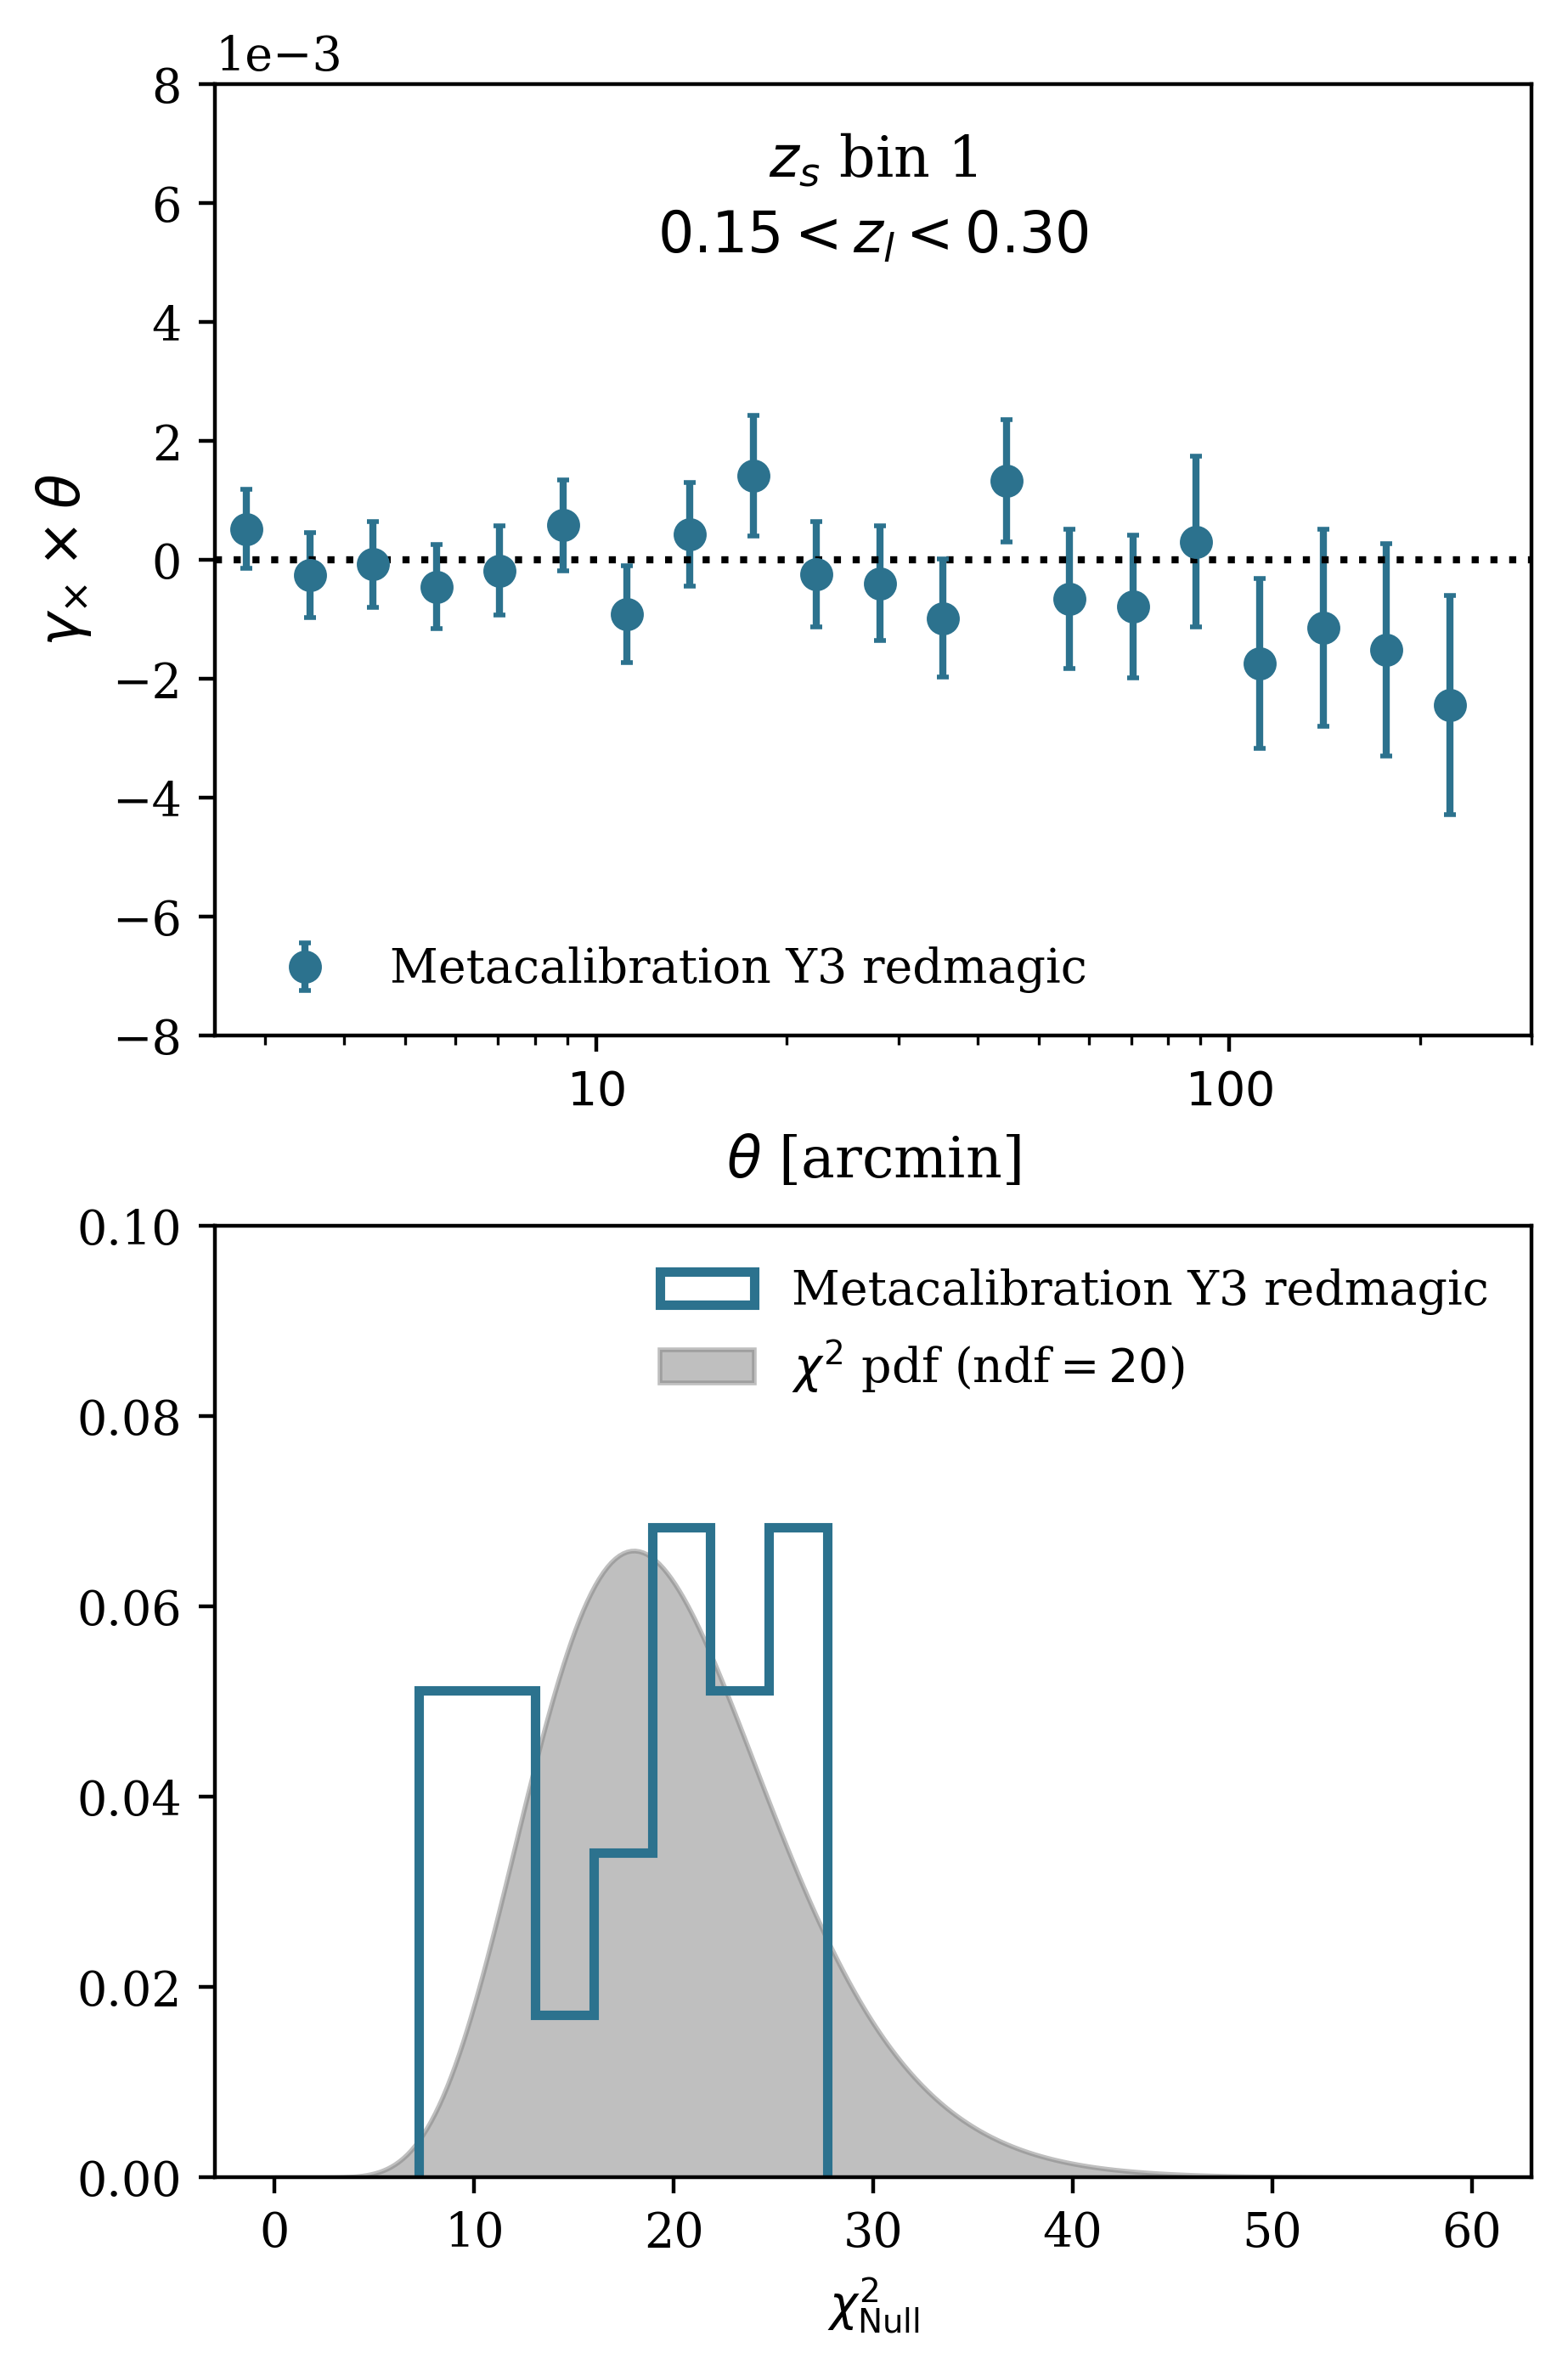 1e−3
8
6
4
2
0
−2
−4
−6
−8
γ× × θ
z_s bin 1
0.15 < z_l < 0.30
Metacalibration Y3 redmagic
10
100
θ [arcmin]
0.10
0.08
0.06
0.04
0.02
0.00
Metacalibration Y3 redmagic
χ² pdf (ndf = 20)
0
10
20
30
40
50
60
χ²_Null